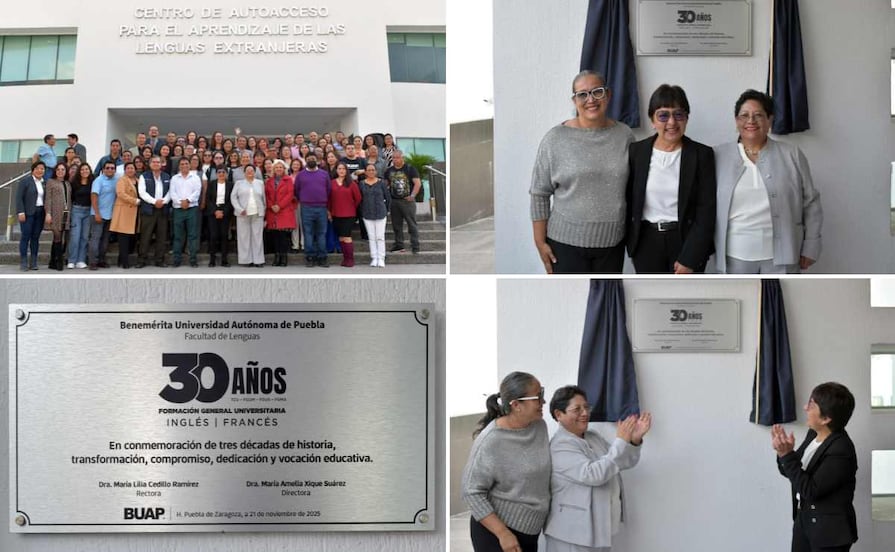 CENTRO DE AUTOACCESO
PARA EL APRENDIZAJE DE LAS
LENGUAS EXTRANJERAS
30 AÑOS
Benemérita Universidad Autónoma de Puebla
Facultad de Lenguas
30 AÑOS
FORMACIÓN GENERAL UNIVERSITARIA
INGLÉS | FRANCÉS
En conmemoración de tres décadas de historia,
transformación, compromiso, dedicación y vocación educativa.
Dra. María Lilia Cedillo Ramírez
Rectora
Dra. María Amelia Xique Suárez
Directora
BUAP
H. Puebla de Zaragoza, a 21 de noviembre de 2025
30 AÑOS
BUAP